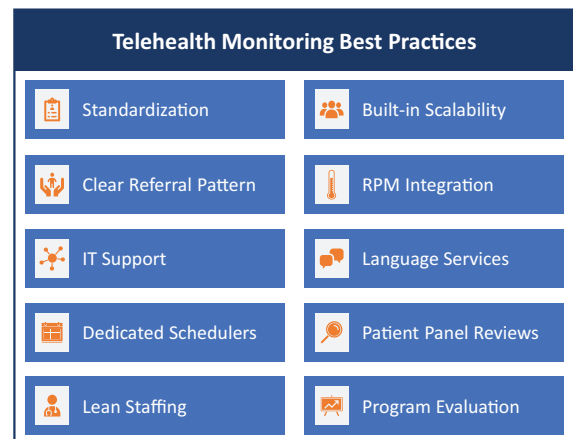 Telehealth Monitoring Best Practices
Standardization
Built-in Scalability
Clear Referral Pattern
RPM Integration
IT Support
Language Services
Dedicated Schedulers
Patient Panel Reviews
Lean Staffing
Program Evaluation